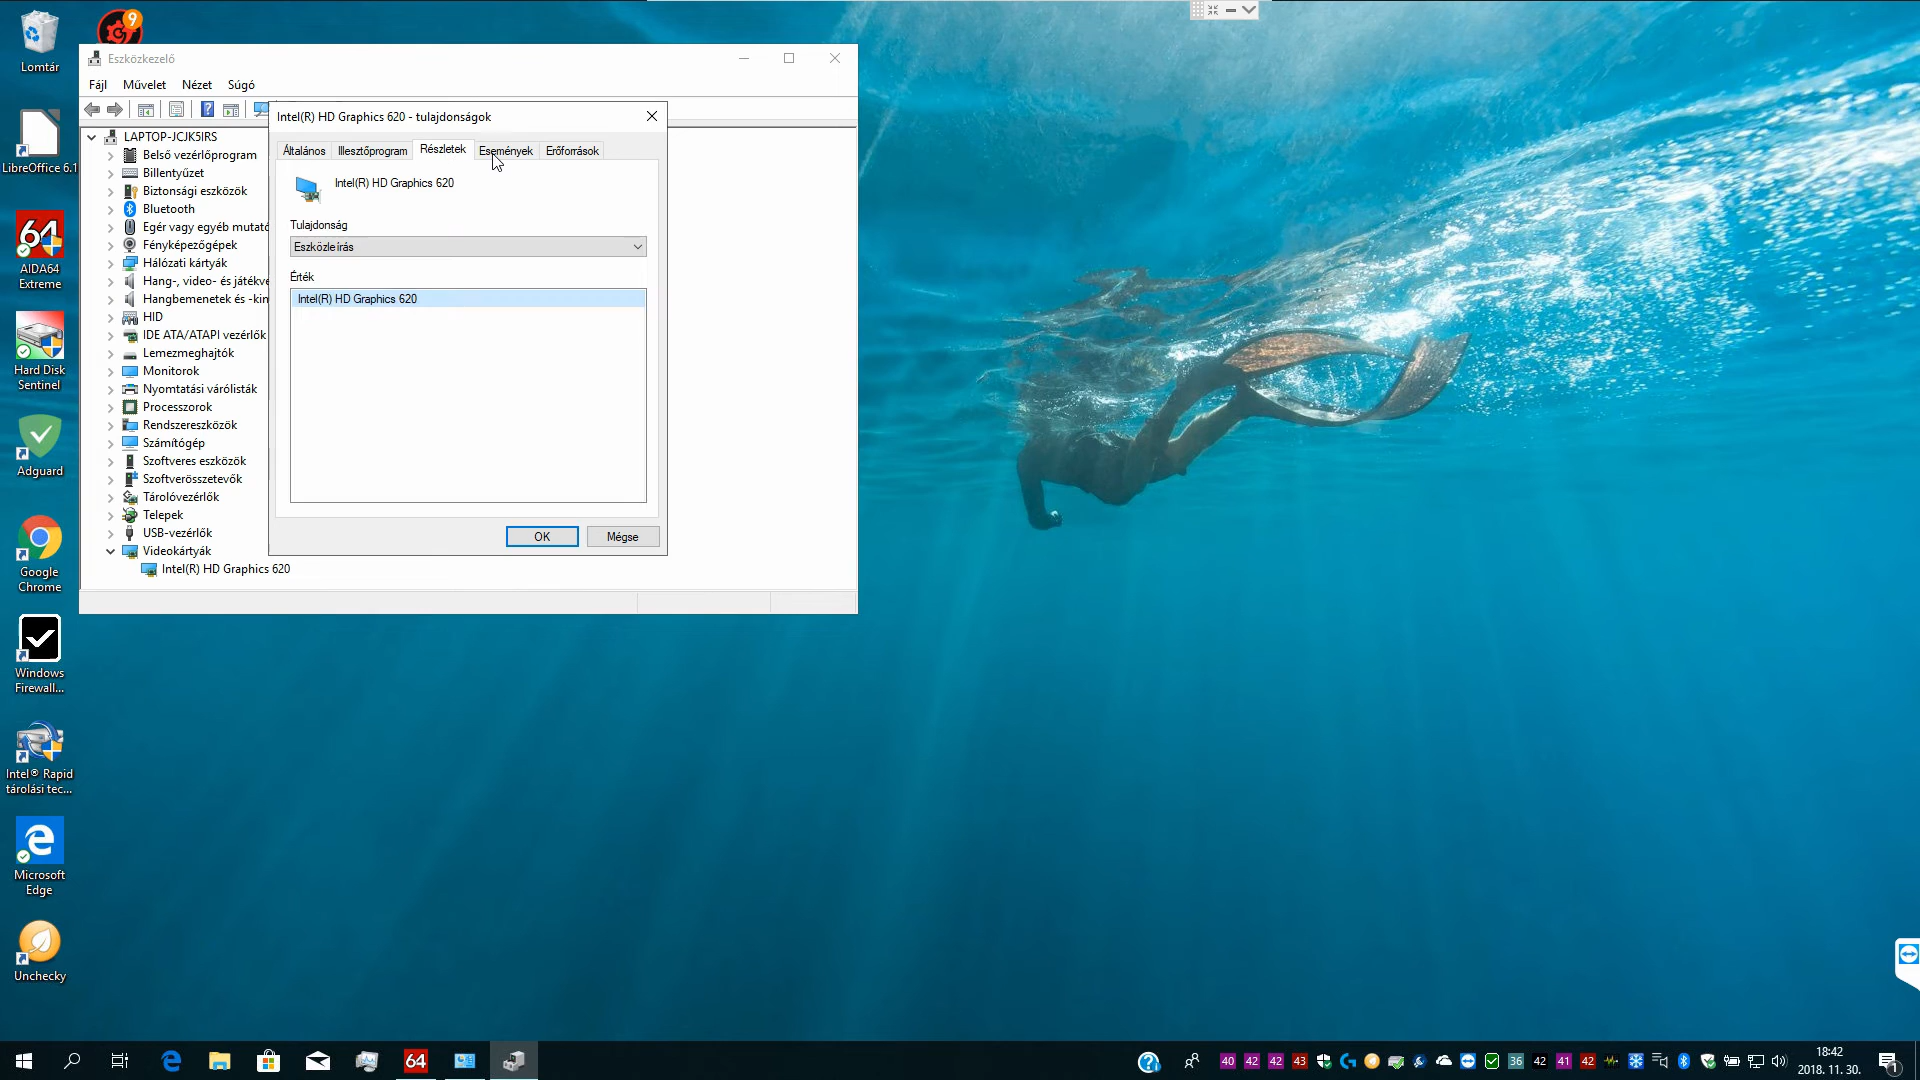 Lomtár
9
LibreOffice 6.1
64
AIDA64
Extreme
Hard Disk
Sentinel
Adguard
Google
Chrome
Windows
Firewall...
Intel® Rapid
tárolási tec...
Microsoft
Edge
Unchecky
Eszközkezelő
Fájl Művelet Nézet Súgó
LAPTOP-JCJK5IRS
Belső vezérlőprogram
Billentyűzet
Biztonsági eszközök
Bluetooth
Egér vagy egyéb mutató
Fényképezőgépek
Hálózati kártyák
Hang-, video- és játékve
Hangbemenetek és -kin
HID
IDE ATA/ATAPI vezérlők
Lemezmeghajtók
Monitorok
Nyomtatási várólisták
Processzorok
Rendszereszközök
Számítógép
Szoftveres eszközök
Szoftverösszetevők
Tárolóvezérlők
Telepek
USB-vezérlők
Videokártyák
Intel(R) HD Graphics 620
Intel(R) HD Graphics 620 - tulajdonságok
Általános Illesztőprogram Részletek Események Erőforrások
Intel(R) HD Graphics 620
Tulajdonság
Eszközleírás
Érték
Intel(R) HD Graphics 620
OK Mégse
64
40 42 42 43 36 42 41 42
18:42
2018. 11. 30.
1